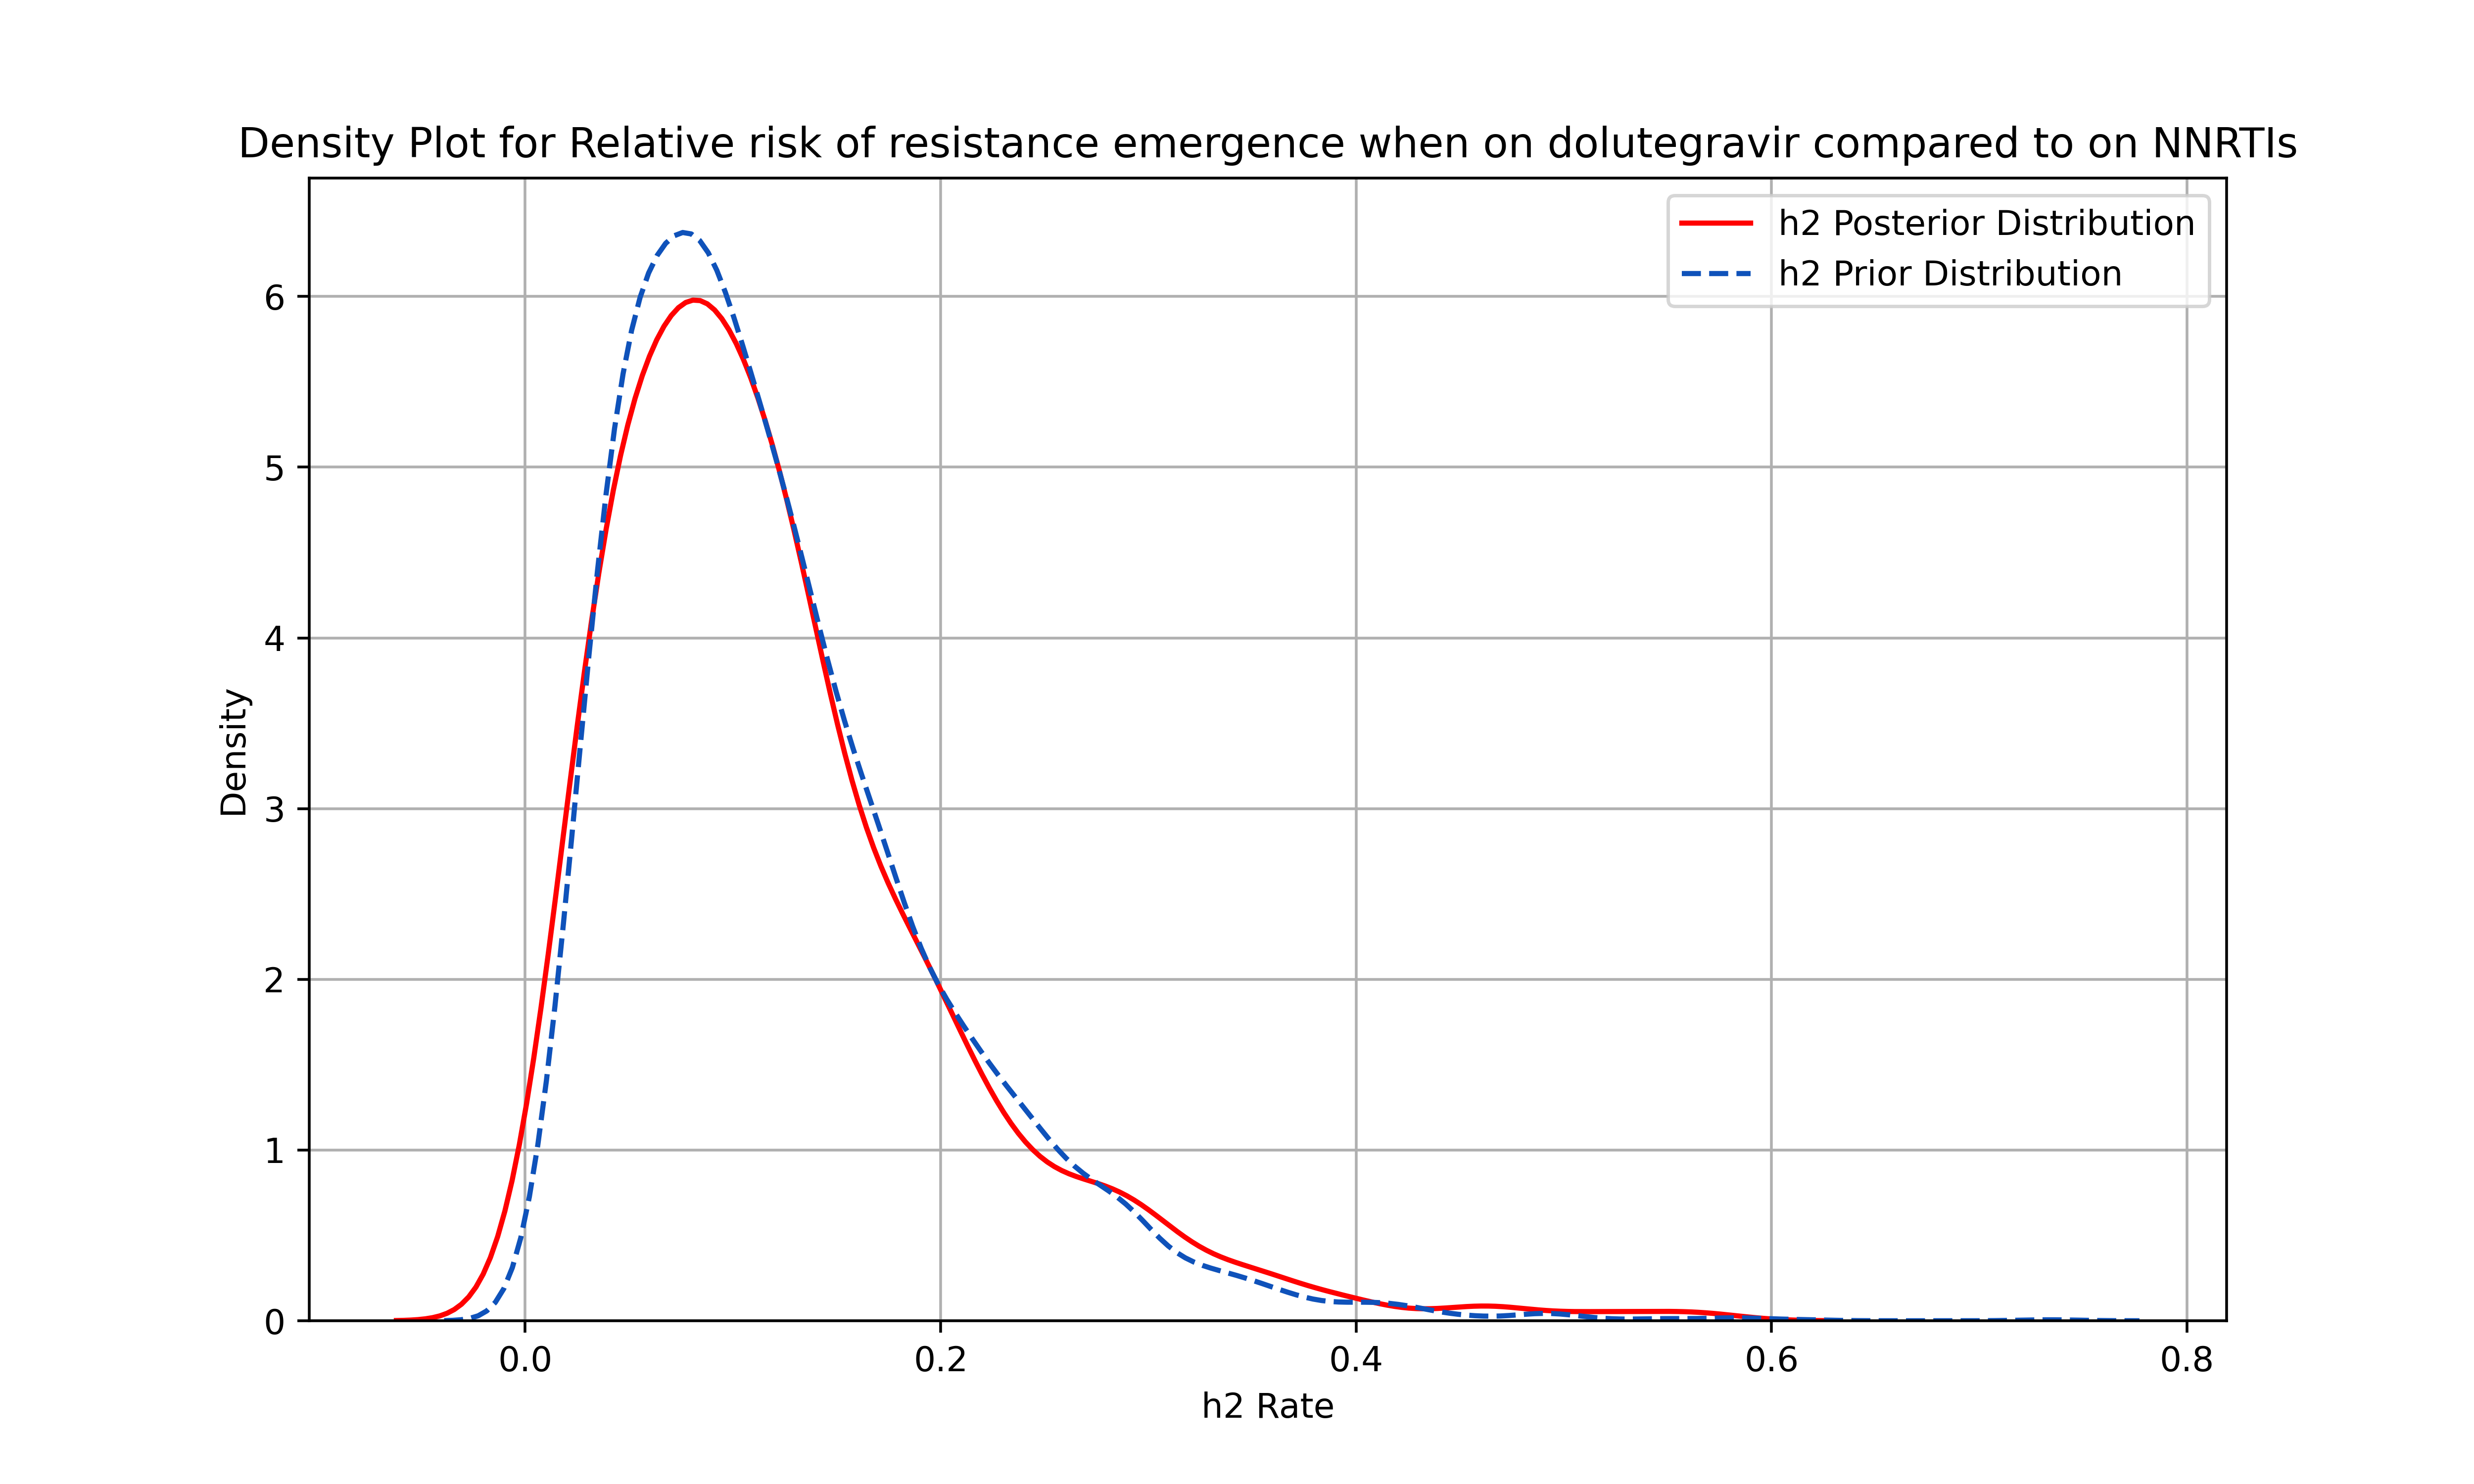 Density Plot for Relative risk of resistance emergence when on dolutegravir compared to on NNRTIs
h2 Posterior Distribution
h2 Prior Distribution
6
5
4
3
2
1
0
Density
0.0 0.2 0.4 0.6 0.8
h2 Rate